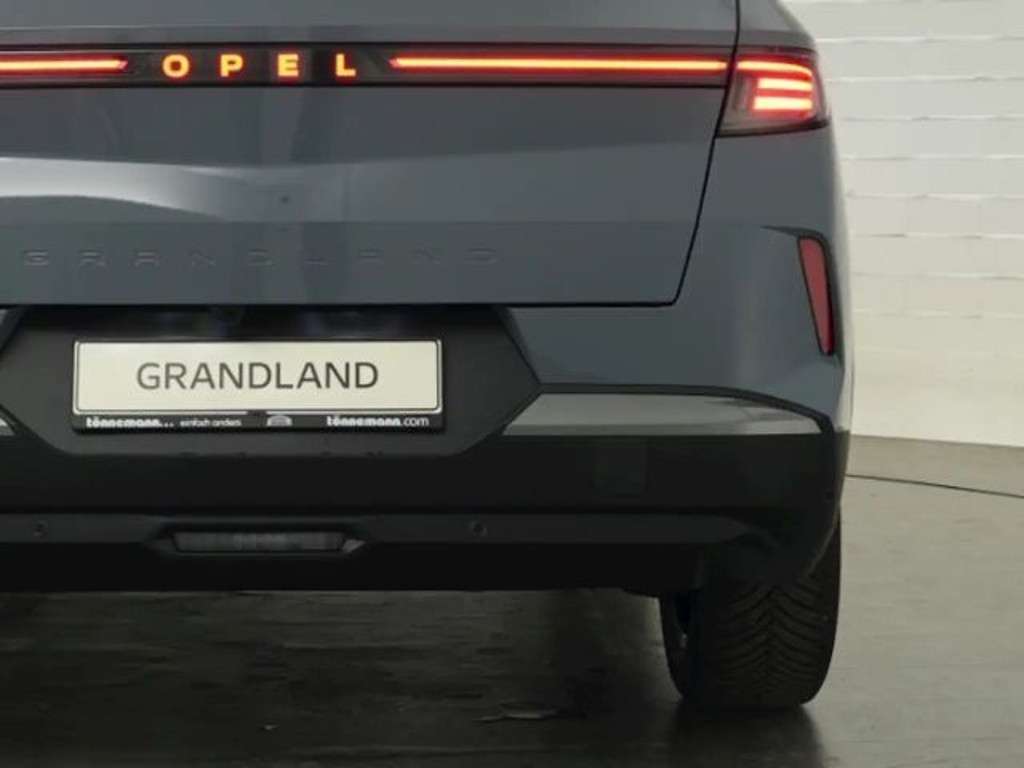 OPEL
GRANDLAND
GRANDLAND
tönnemann... einfach anders tönnemann.com